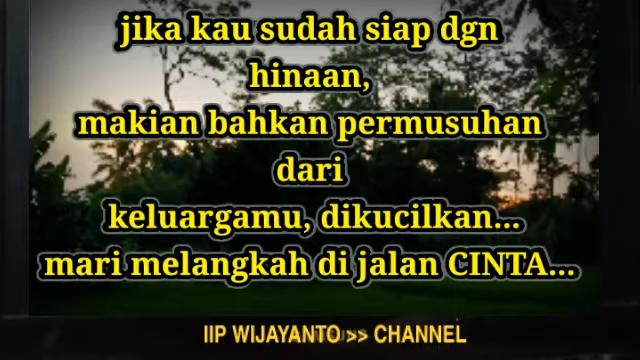 jika kau sudah siap dgn
hinaan,
makian bahkan permusuhan
dari
keluargamu, dikucilkan...
mari melangkah di jalan CINTA...
IIP WIJAYANTO >> CHANNEL